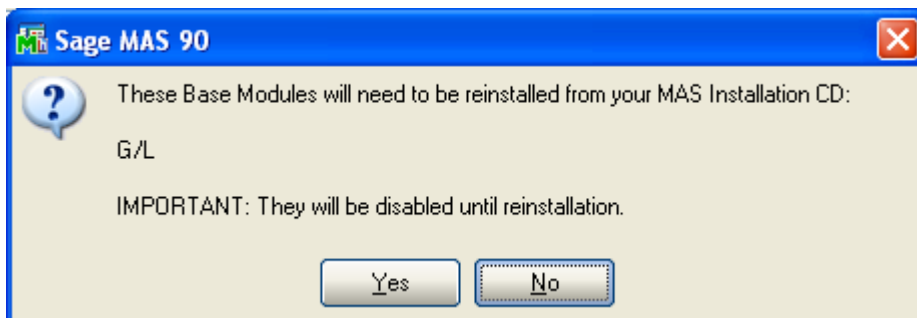 Sage MAS 90
These Base Modules will need to be reinstalled from your MAS Installation CD:
G/L
IMPORTANT: They will be disabled until reinstallation.
Yes No